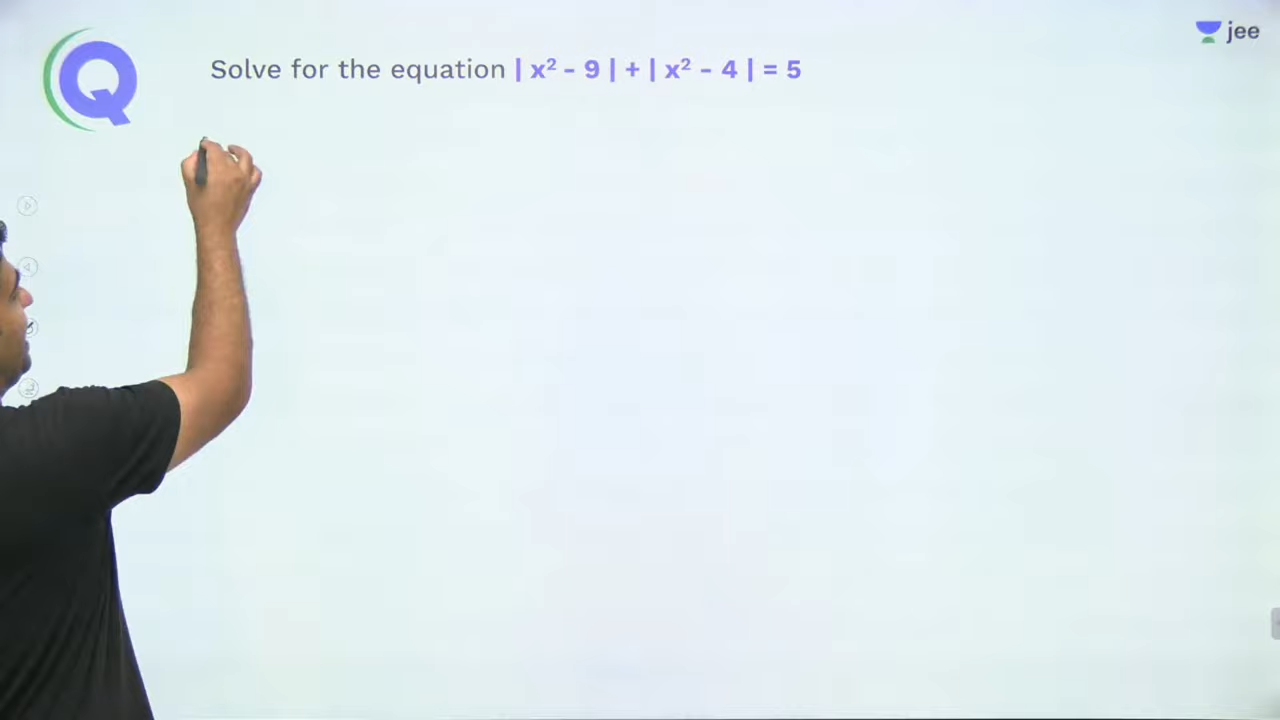 Q
Solve for the equation | x² - 9 | + | x² - 4 | = 5
jee